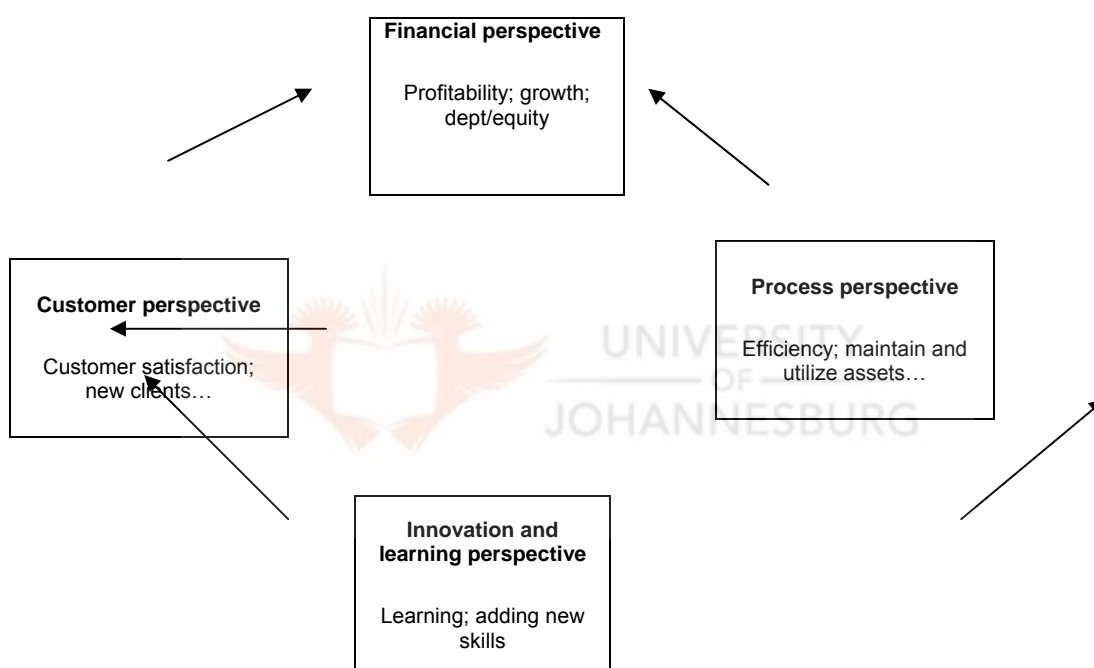 Financial perspective
Profitability; growth;
dept/equity
Customer perspective
Customer satisfaction;
new clients…
Process perspective
Efficiency; maintain and
utilize assets…
UNIVERSITY
OF
JOHANNESBURG
Innovation and
learning perspective
Learning; adding new
skills